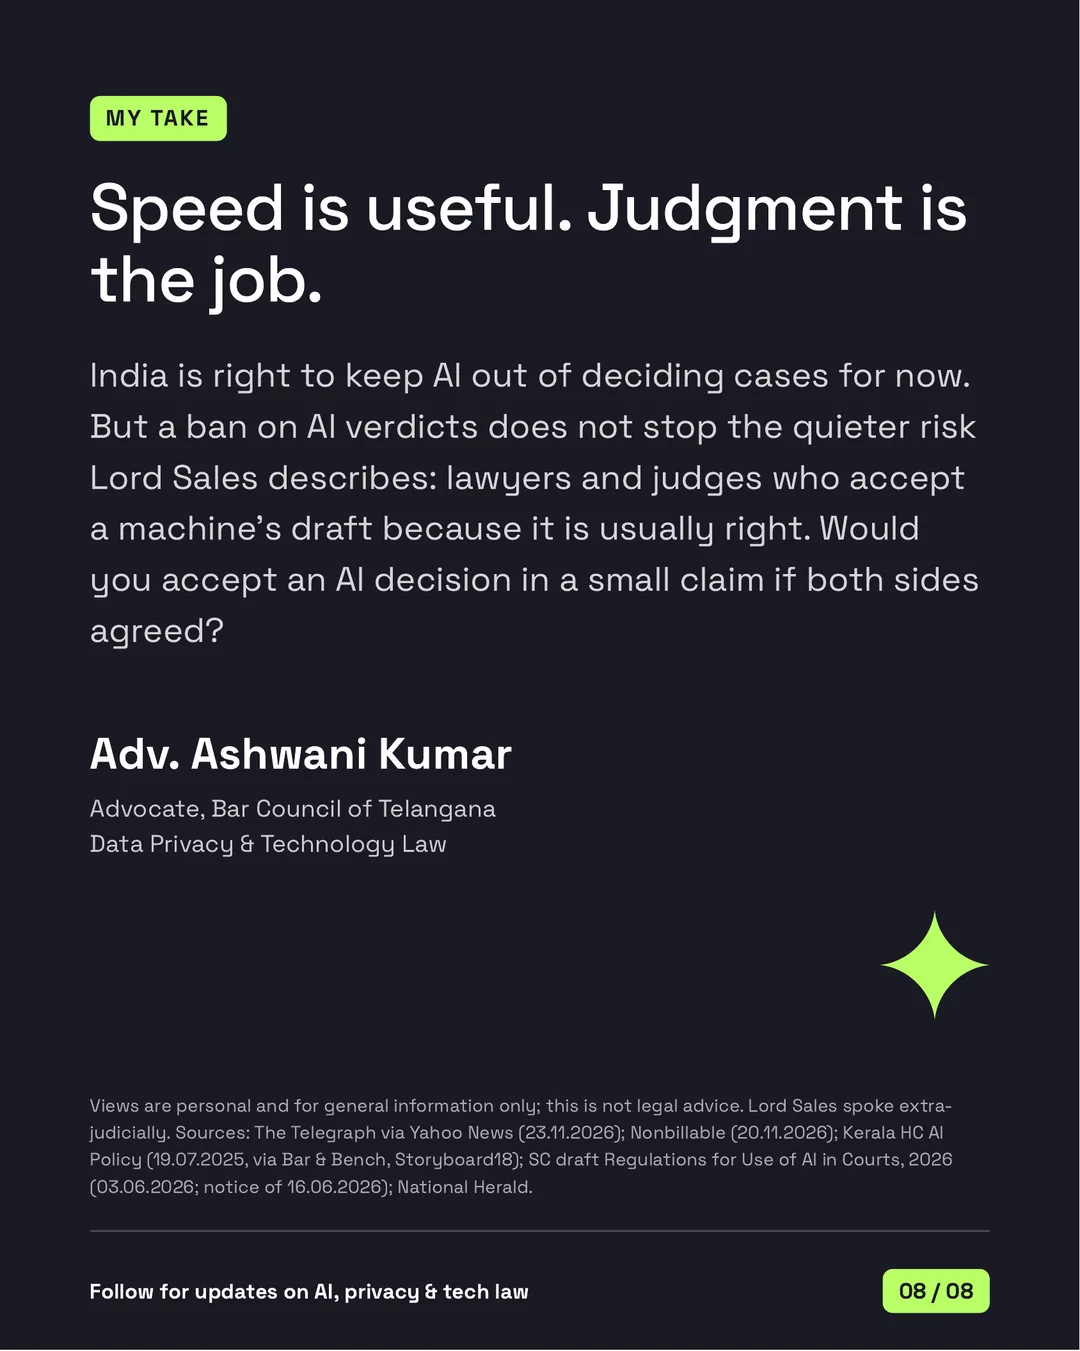 MY TAKE
Speed is useful. Judgment is
the job.
India is right to keep AI out of deciding cases for now.
But a ban on AI verdicts does not stop the quieter risk
Lord Sales describes: lawyers and judges who accept
a machine’s draft because it is usually right. Would
you accept an AI decision in a small claim if both sides
agreed?
Adv. Ashwani Kumar
Advocate, Bar Council of Telangana
Data Privacy & Technology Law
Views are personal and for general information only; this is not legal advice. Lord Sales spoke extra-
judicially. Sources: The Telegraph via Yahoo News (23.11.2026); Nonbillable (20.11.2026); Kerala HC AI
Policy (19.07.2025, via Bar & Bench, Storyboard18); SC draft Regulations for Use of AI in Courts, 2026
(03.06.2026; notice of 16.06.2026); National Herald.
Follow for updates on AI, privacy & tech law
08 / 08